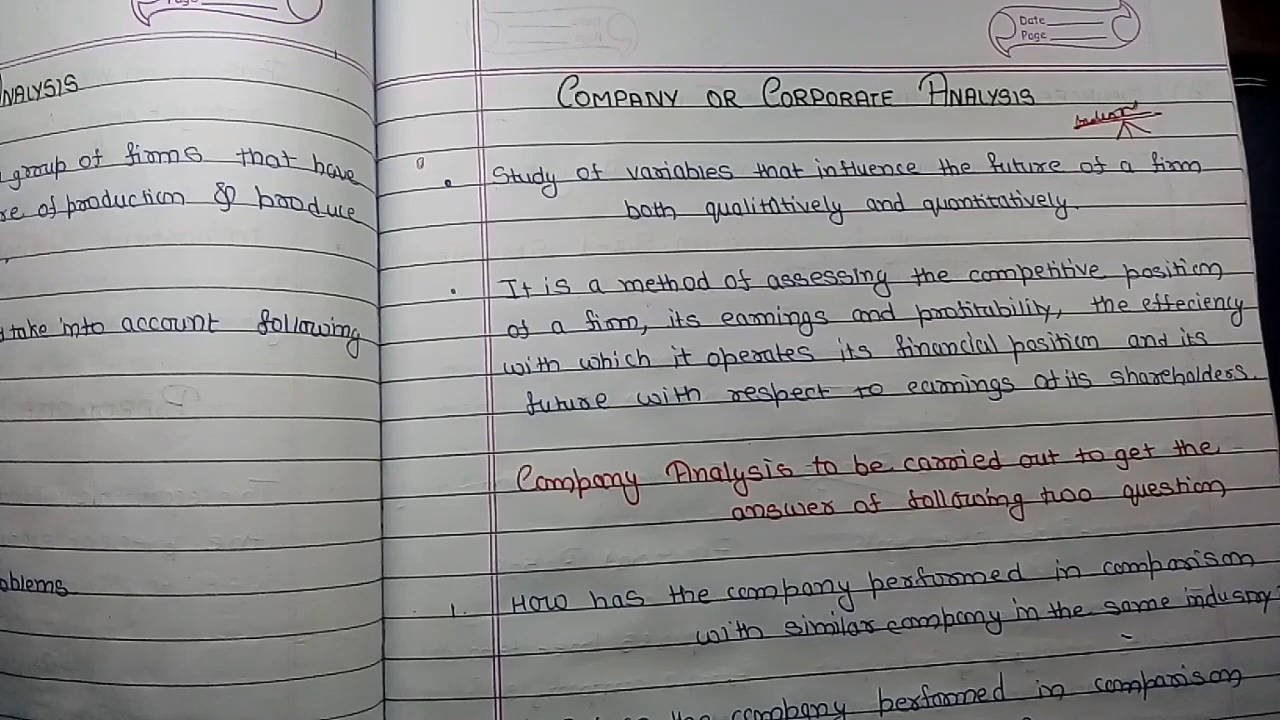 Date
Page
NALYSIS
group of firms that have
re of production & produce
take into account following
oblems
COMPANY OR CORPORATE ANALYSIS
Study of variables that influence the future of a firm
both qualitatively and quantitatively.
It is a method of assessing the competitive position
of a firm, its earnings and profitability, the effeciency
with which it operates its financial position and its
future with respect to earnings of its shareholders.
Company Analysis to be carried out to get the
answer of following two question
1. How has the company performed in comparison
with similar company in the same industry
the company performed in comparison